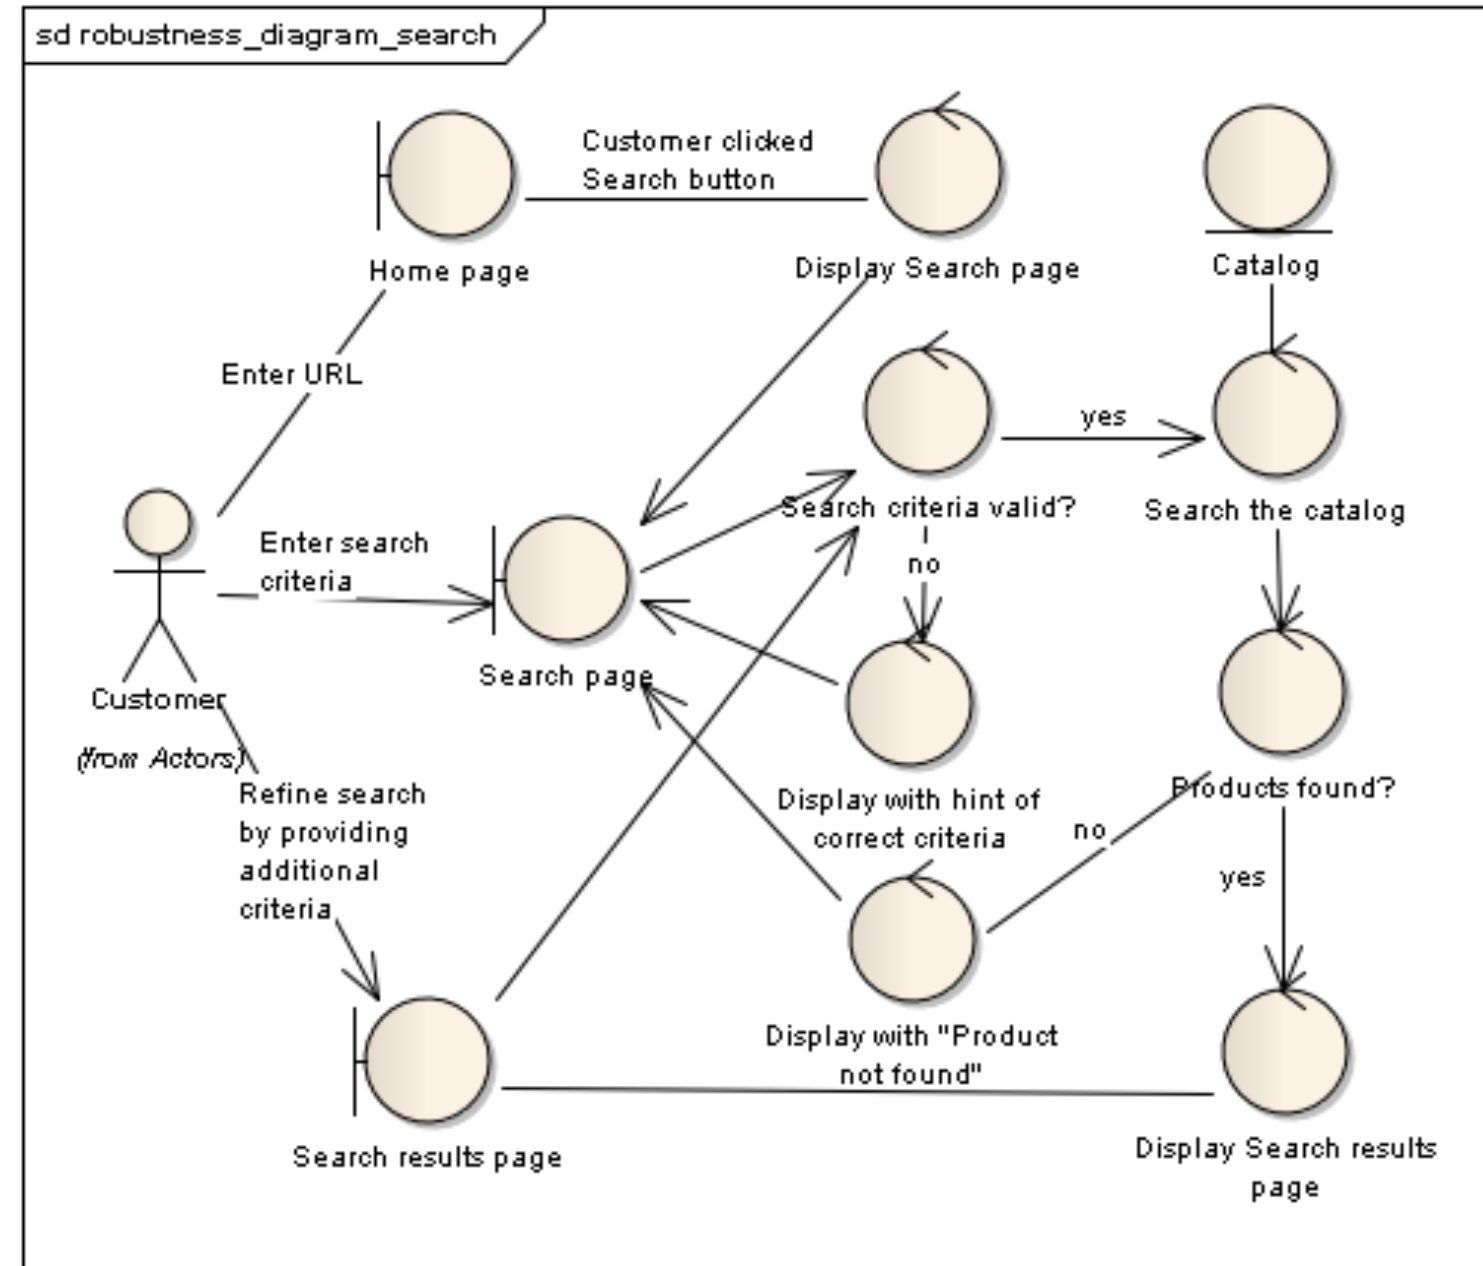 sd robustness_diagram_search
Customer clicked
Search button
Home page
Display Search page
Catalog
Enter URL
yes
Search criteria valid?
Search the catalog
Enter search
criteria
no
Search page
Customer
(from Actors)
Refine search
by providing
additional
criteria
Display with hint of
correct criteria
Products found?
no
yes
Display with "Product
not found"
Search results page
Display Search results
page